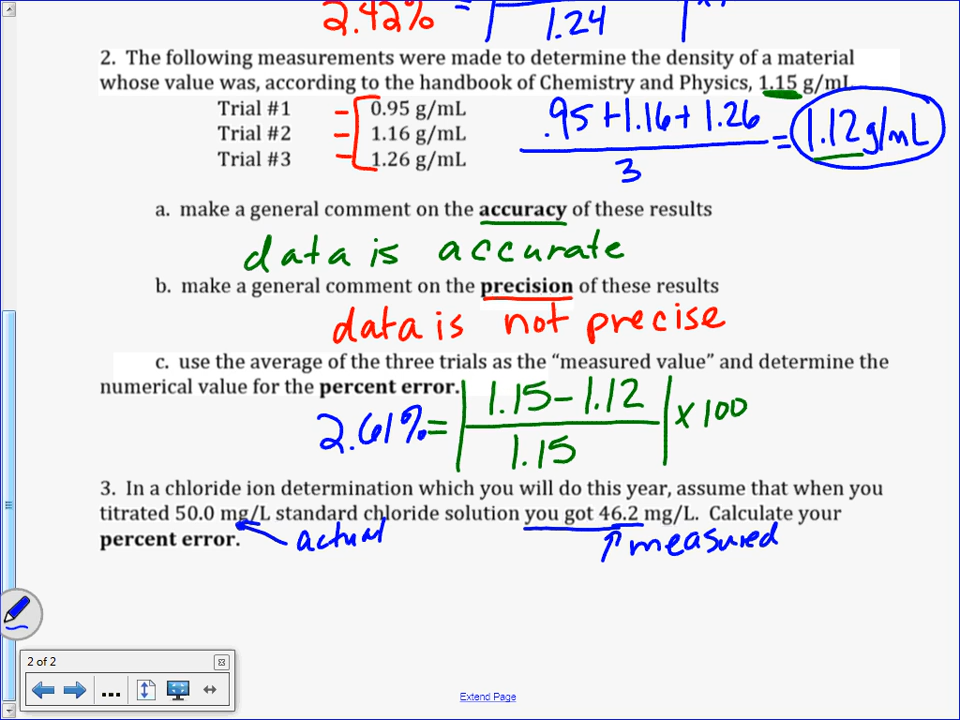 2.42% = | 1.24 | x1
2. The following measurements were made to determine the density of a material
whose value was, according to the handbook of Chemistry and Physics, 1.15 g/mL
Trial #1 = 0.95 g/mL
Trial #2 = 1.16 g/mL
Trial #3 - 1.26 g/mL
.95 + 1.16 + 1.26
3
= 1.12 g/mL
a. make a general comment on the accuracy of these results
data is accurate
b. make a general comment on the precision of these results
data is not precise
c. use the average of the three trials as the “measured value” and determine the
numerical value for the percent error.
2.61% = | 1.15 - 1.12 | x 100
1.15
3. In a chloride ion determination which you will do this year, assume that when you
titrated 50.0 mg/L standard chloride solution you got 46.2 mg/L. Calculate your
percent error.
actual
measured
2 of 2
...
Extend Page